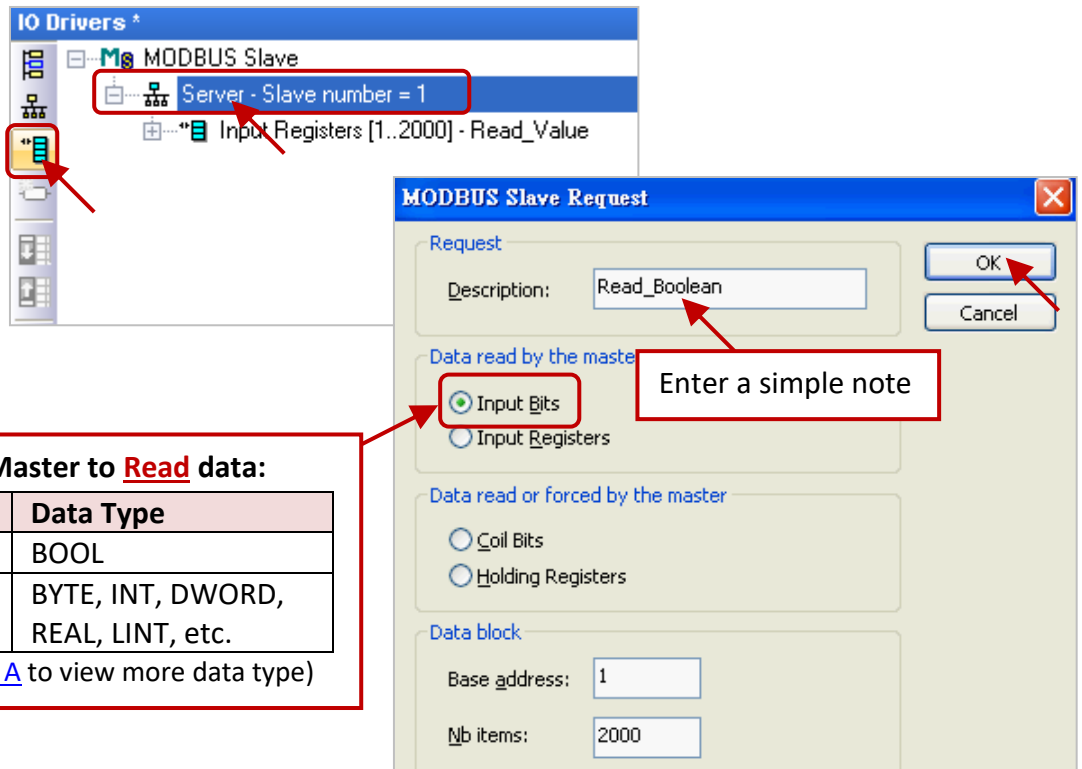 IO Drivers *
MODBUS Slave
Server - Slave number = 1
Input Registers [1..2000] - Read_Value
MODBUS Slave Request
Request
Description: Read_Boolean
OK
Cancel
Data read by the maste
Enter a simple note
Input Bits
Input Registers
Data read or forced by the master
Coil Bits
Holding Registers
Data block
Base address: 1
Nb items: 2000
Master to Read data:
Data Type
BOOL
BYTE, INT, DWORD,
REAL, LINT, etc.
A to view more data type)